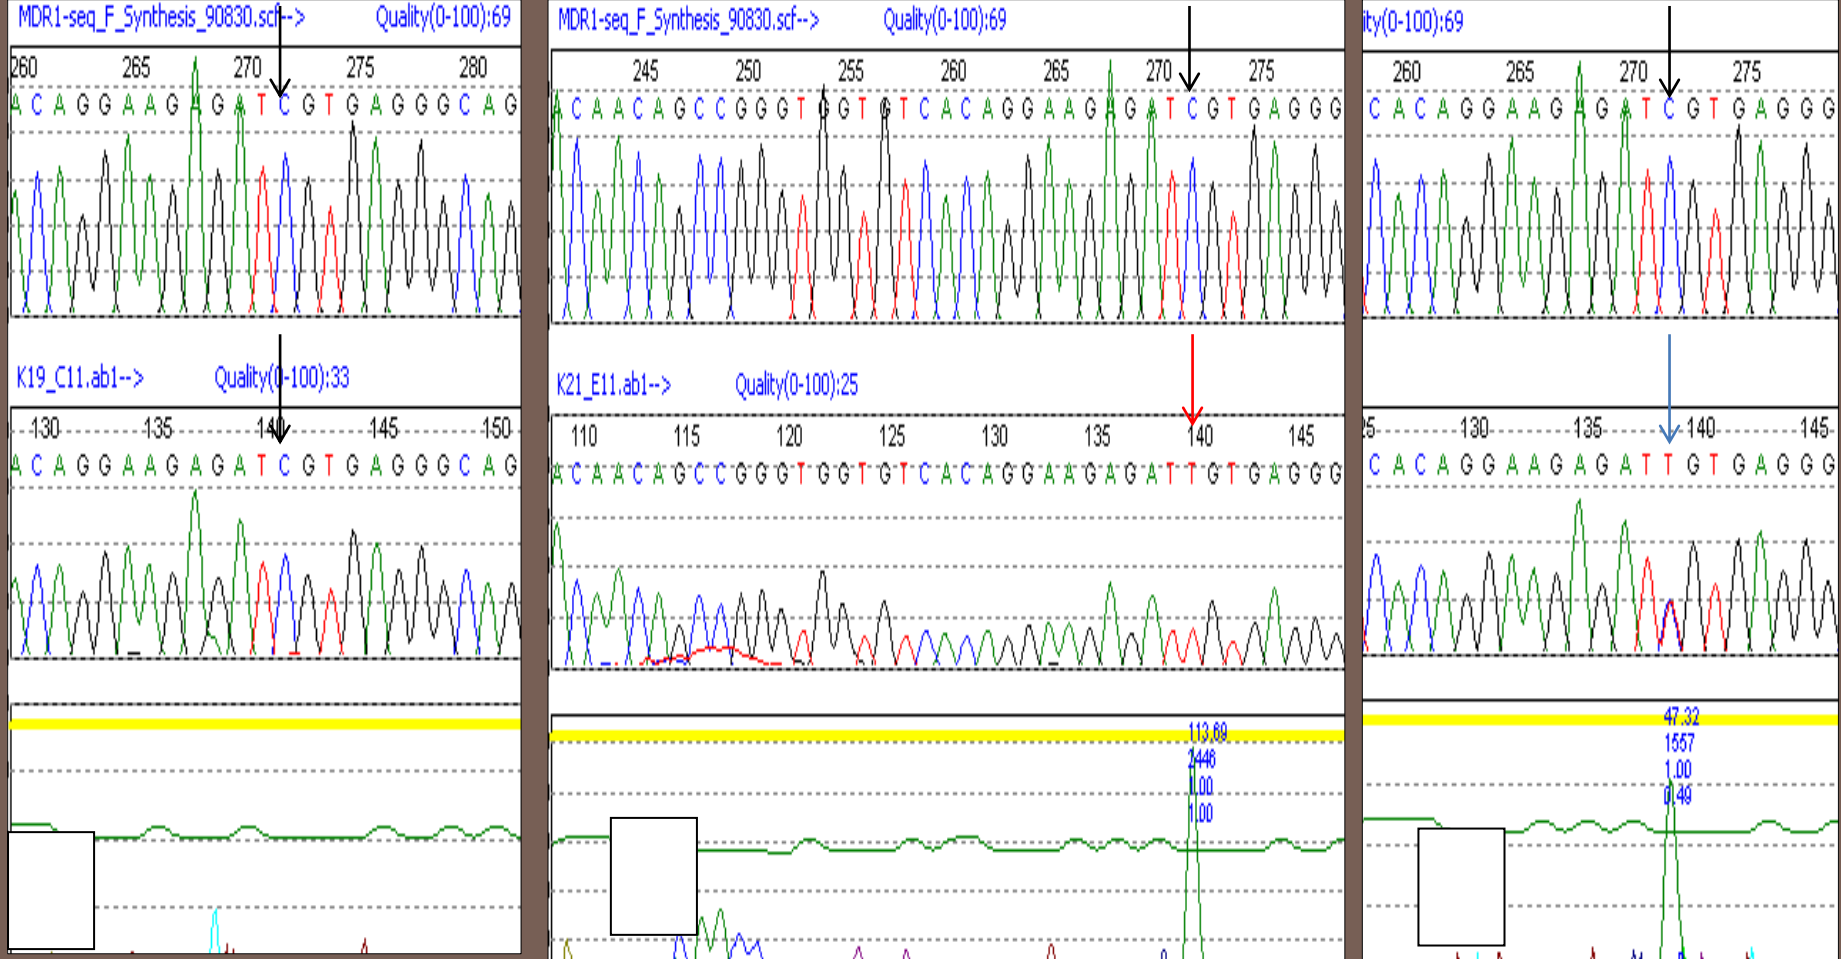 MDR1-seq_F_Synthesis_90830.scf--> Quality(0-100):69
260 265 270 275 280
A C A G G A A G A G A T C G T G A G G G C A G
K19_C11.ab1--> Quality(0-100):33
130 135 140 145 150
A C A G G A A G A G A T C G T G A G G G C A G
MDR1-seq_F_Synthesis_90830.scf--> Quality(0-100):69
245 250 255 260 265 270 275
A C A A C A G C C G G G T G G T G T C A C A G G A A G A G A T C G T G A G G G
K21_E11.ab1--> Quality(0-100):25
110 115 120 125 130 135 140 145
A C A A C A G C C G G G T G G T G T C A C A G G A A G A G A T T G T G A G G G
113.69
2446
1.00
1.00
ity(0-100):69
260 265 270 275
C A C A G G A A G A G A T C G T G A G G G
25 130 135 140 145
C A C A G G A A G A G A T T G T G A G G G
47.32
1557
1.00
0.49